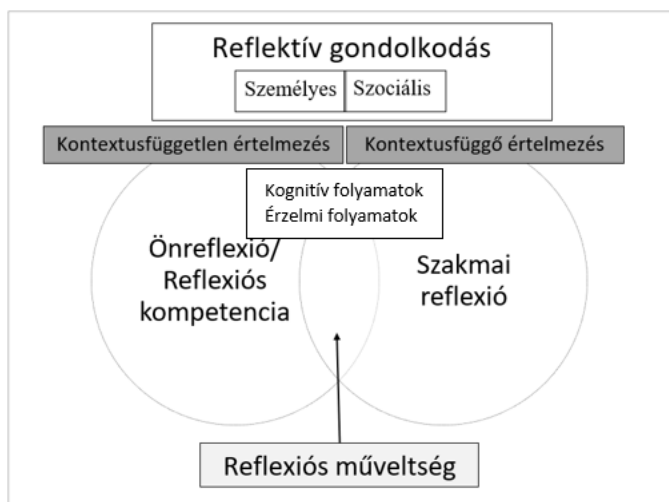 Reflektív gondolkodás
Személyes Szociális
Kontextusfüggetlen értelmezés Kontextusfüggő értelmezés
Kognitív folyamatok
Érzelmi folyamatok
Önreflexió/
Reflexiós
kompetencia
Szakmai
reflexió
Reflexiós műveltség